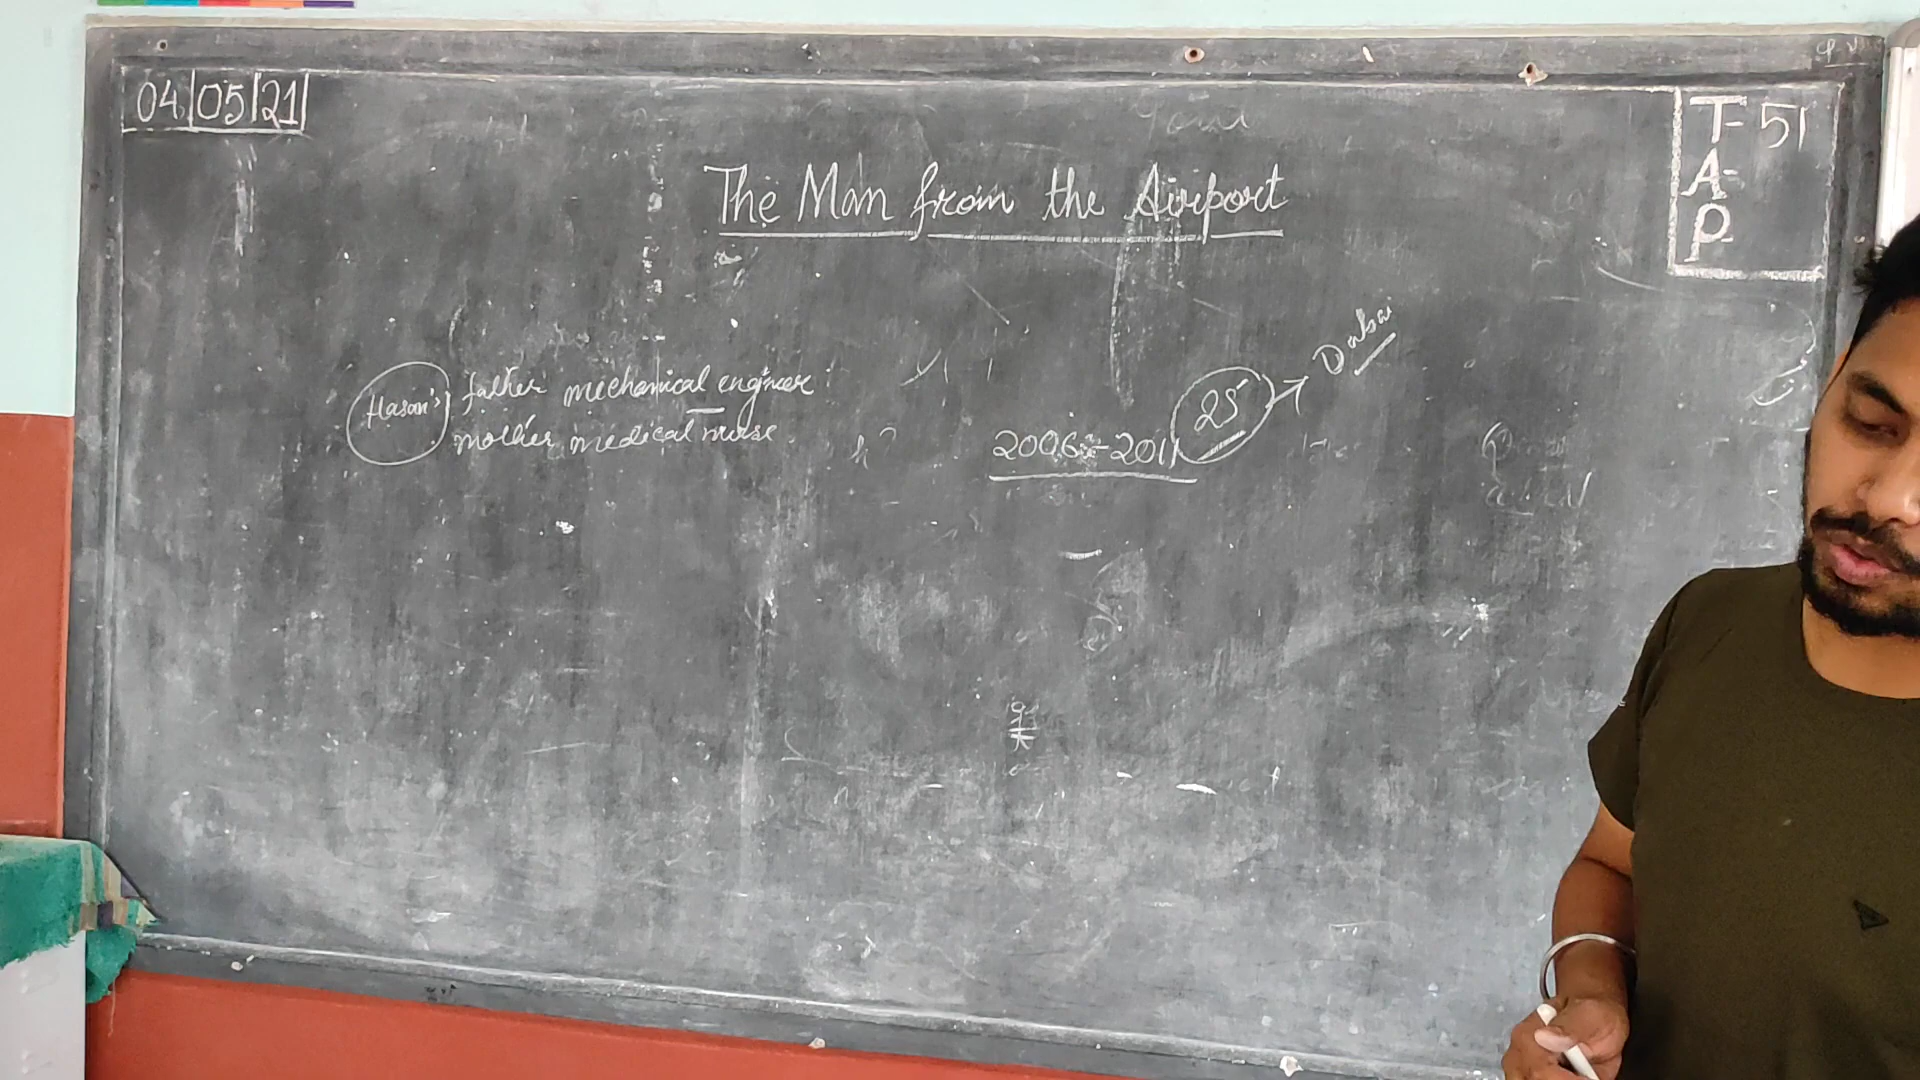 04/05/21
T- 51
A-
P-
The Man from the Airport
Hasan's father mechanical engineer
mother medical nurse
2006-2011 25 → Dubai